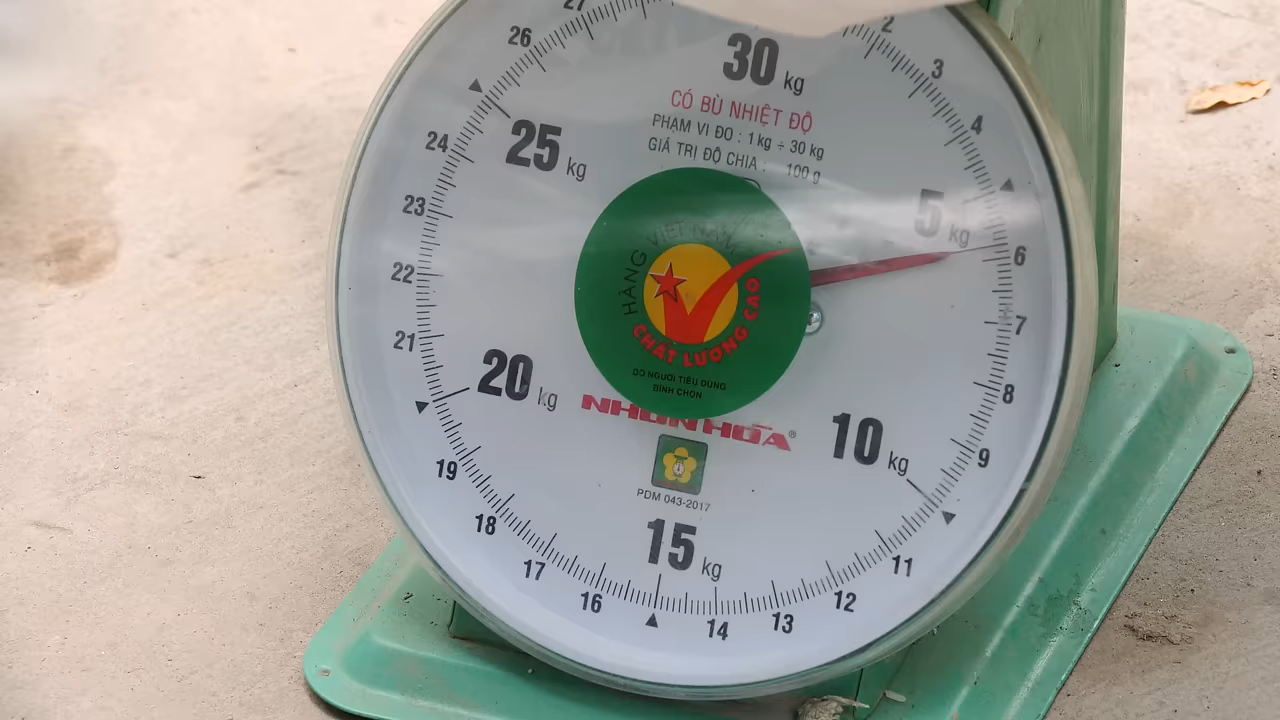 27
26
25 kg
24
23
22
21
20 kg
19
18
17
16
15 kg
14
13
12
11
10 kg
9
8
7
6
5 kg
4
3
2
30 kg
CÓ BÙ NHIỆT ĐỘ
PHẠM VI ĐO : 1 kg ÷ 30 kg
GIÁ TRỊ ĐỘ CHIA : 100 g
HÀNG VIỆT NAM
CHẤT LƯỢNG CAO
DO NGƯỜI TIÊU DÙNG
BÌNH CHỌN
NHƠN HÒA®
PDM 043-2017